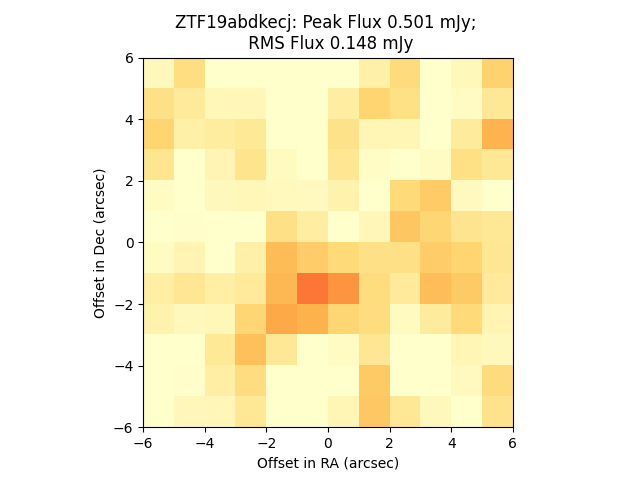 ZTF19abdkecj: Peak Flux 0.501 mJy;
RMS Flux 0.148 mJy
6
4
2
0
−2
−4
−6
Offset in Dec (arcsec)
−6 −4 −2 0 2 4 6
Offset in RA (arcsec)